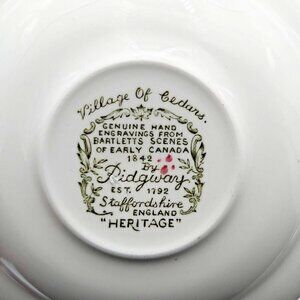 Village Of Cedars.
GENUINE HAND
ENGRAVINGS FROM
BARTLETTS SCENES
OF EARLY CANADA
1842
By
Ridgway
EST. 1792
Staffordshire
ENGLAND
"HERITAGE"